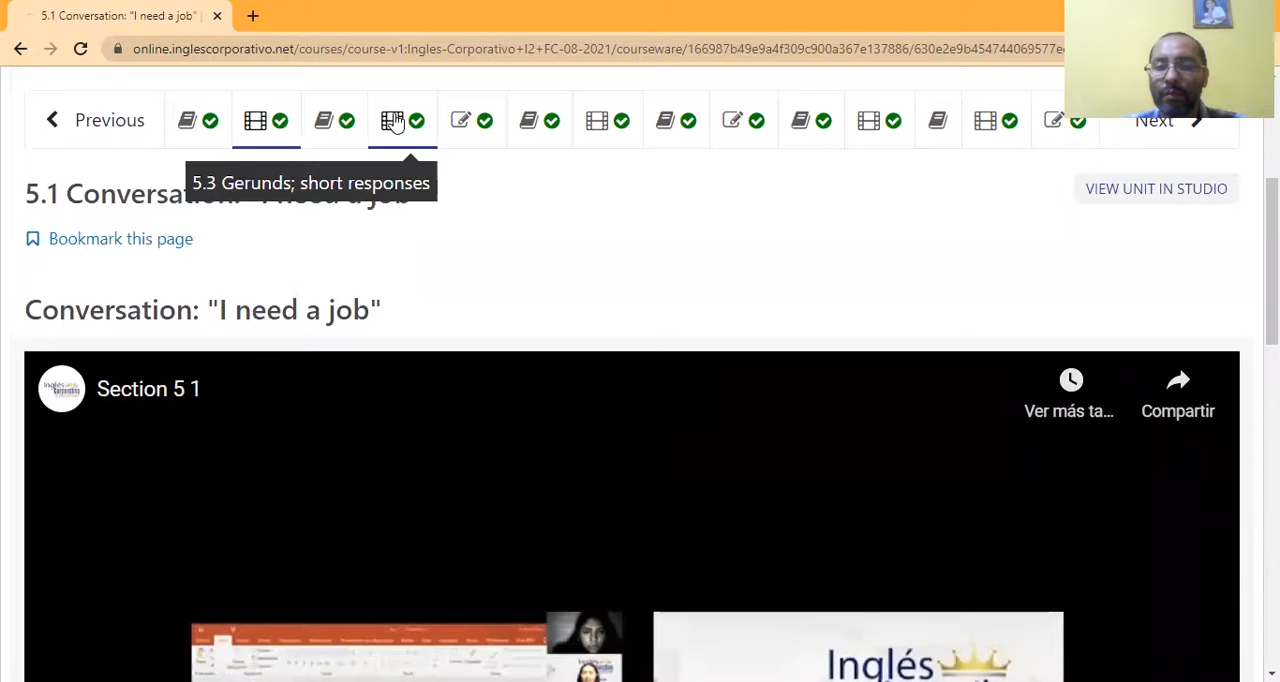 5.1 Conversation: "I need a job" |
online.inglescorporativo.net/courses/course-v1:Ingles-Corporativo+I2+FC-08-2021/courseware/166987b49e9a4f309c900a367e137886/630e2e9b454744069577e
Previous
Next
5.3 Gerunds; short responses
5.1 Conversa
VIEW UNIT IN STUDIO
Bookmark this page
Conversation: "I need a job"
Section 5 1
Ver más ta...
Compartir
Inglés